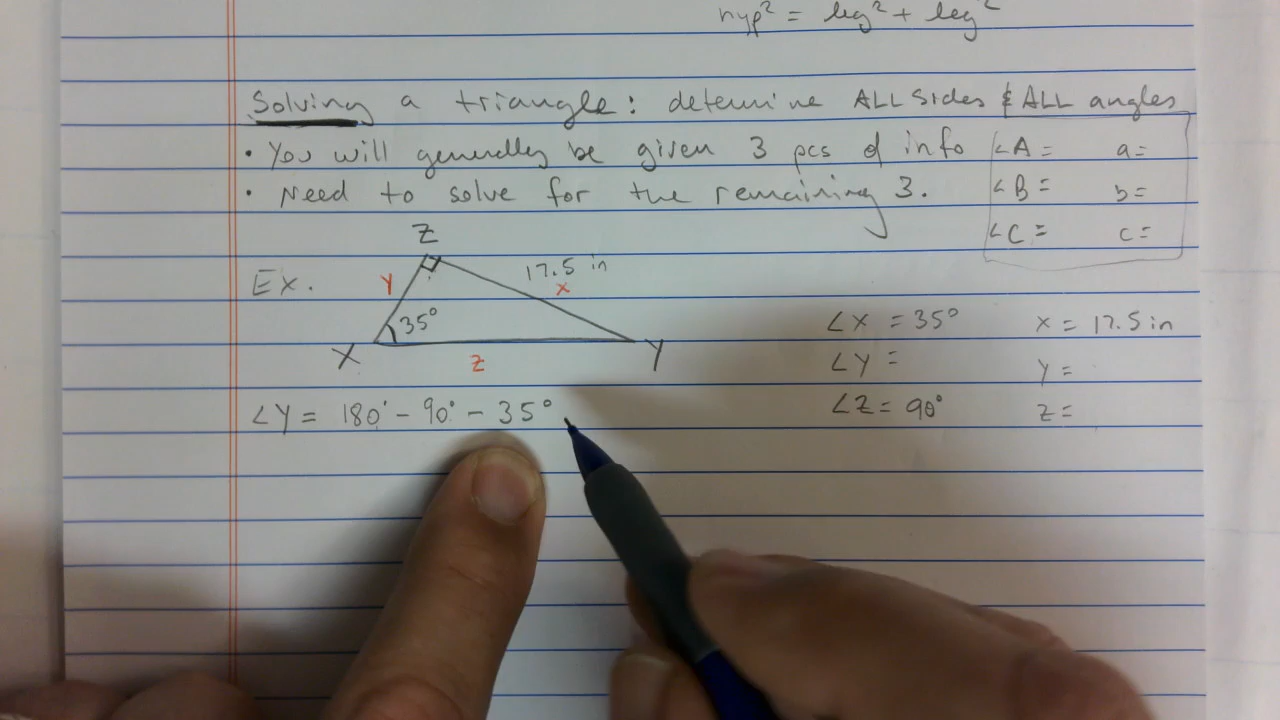 hyp² = leg² + leg²
Solving a triangle: determine ALL sides & ALL angles
• You will generally be given 3 pcs of info
• Need to solve for the remaining 3.
∠A = a=
∠B = b=
∠C = c=
Ex.
Z
Y 17.5 in
x
35°
X Y
z
∠X = 35° x = 17.5 in
∠Y = Y =
∠Z = 90° z =
∠Y = 180° - 90° - 35°